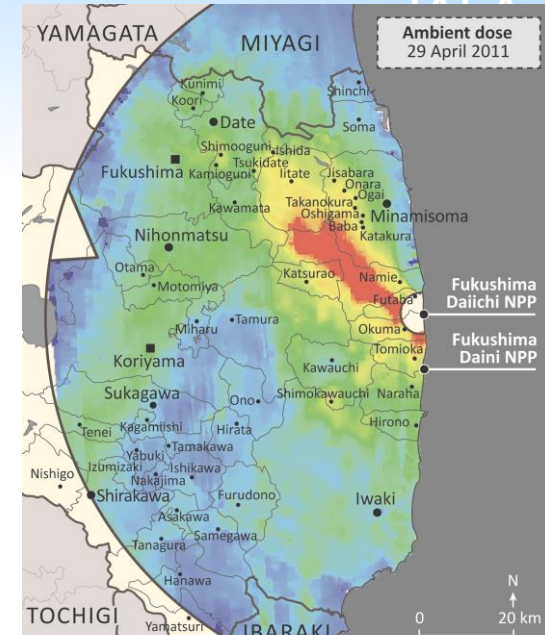 YAMAGATA
MIYAGI
Ambient dose
29 April 2011
Kunimi
Koori
Shinchi
Date
Soma
Shimooguni
Ishida
Tsukidate
Fukushima
Kamioguni
Iitate
Jisabara
Onara
Ogai
Takanokura
Kawamata
Oshigama
Minamisoma
Baba
Katakura
Nihonmatsu
Otama
Motomiya
Katsurao
Namie
Fukushima
Daiichi NPP
Futaba
Miharu
Tamura
Okuma
Fukushima
Daini NPP
Tomioka
Koriyama
Kawauchi
Sukagawa
Ono
Shimokawauchi
Naraha
Kagamiishi
Hirata
Hirono
Tenei
Yabuki
Tamakawa
Izumizaki
Ishikawa
Nishigo
Nakajima
Shirakawa
Furudono
Iwaki
Asakawa
Samegawa
Tanagura
Hanawa
N
TOCHIGI
Yamatsuri
IBARAKI
0
20 km